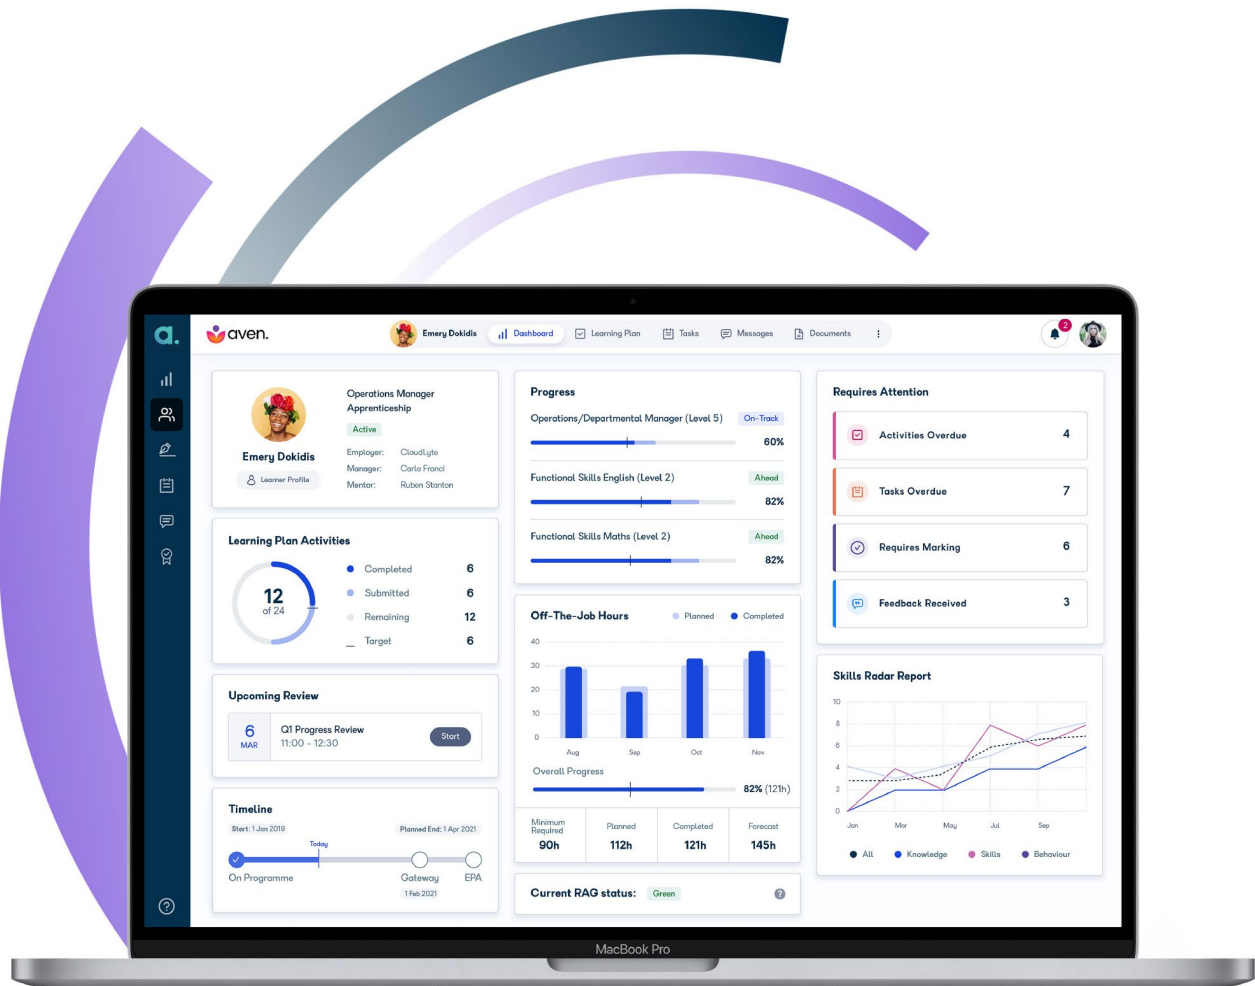 a.
aven.
Emery Dokidis
Dashboard
Learning Plan
Tasks
Messages
Documents
2
Emery Dokidis
Learner Profile
Operations Manager
Apprenticeship
Active
Employer: CloudLyte
Manager: Carla Franci
Mentor: Ruben Stanton
Learning Plan Activities
12
of 24
Completed 6
Submitted 6
Remaining 12
Target 6
Upcoming Review
6
MAR
Q1 Progress Review
11:00 - 12:30
Start
Timeline
Start: 1 Jan 2019
Planned End: 1 Apr 2021
Today
On Programme
Gateway
EPA
1 Feb 2021
Progress
Operations/Departmental Manager (Level 5) On-Track
60%
Functional Skills English (Level 2) Ahead
82%
Functional Skills Maths (Level 2) Ahead
82%
Off-The-Job Hours
Planned
Completed
40
30
20
10
0
Aug Sep Oct Nov
Overall Progress
82% (121h)
Minimum
Required
90h
Planned
112h
Completed
121h
Forecast
145h
Current RAG status: Green
?
Requires Attention
Activities Overdue 4
Tasks Overdue 7
Requires Marking 6
Feedback Received 3
Skills Radar Report
10
8
6
4
2
0
Jan Mar May Jul Sep
All Knowledge Skills Behaviour
?
MacBook Pro